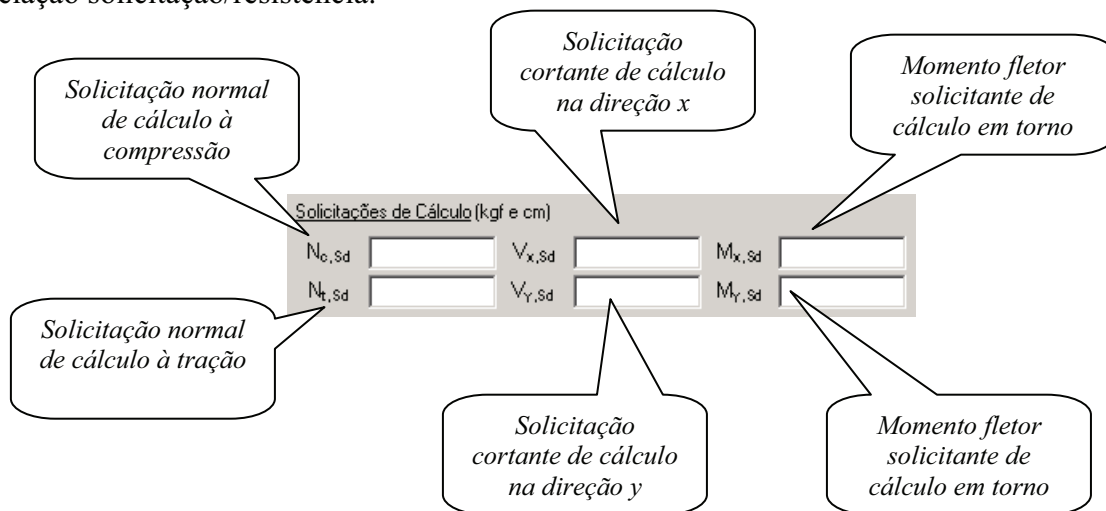 relação solicitação/resistência.
Solicitação
cortante de cálculo
na direção x
Momento fletor
solicitante de
cálculo em torno
Solicitação normal
de cálculo à
compressão
Solicitações de Cálculo (kgf e cm)
Nc,Sd Vx,Sd Mx,Sd
Nt,Sd VY,Sd MY,Sd
Solicitação normal
de cálculo à tração
Solicitação
cortante de cálculo
na direção y
Momento fletor
solicitante de
cálculo em torno